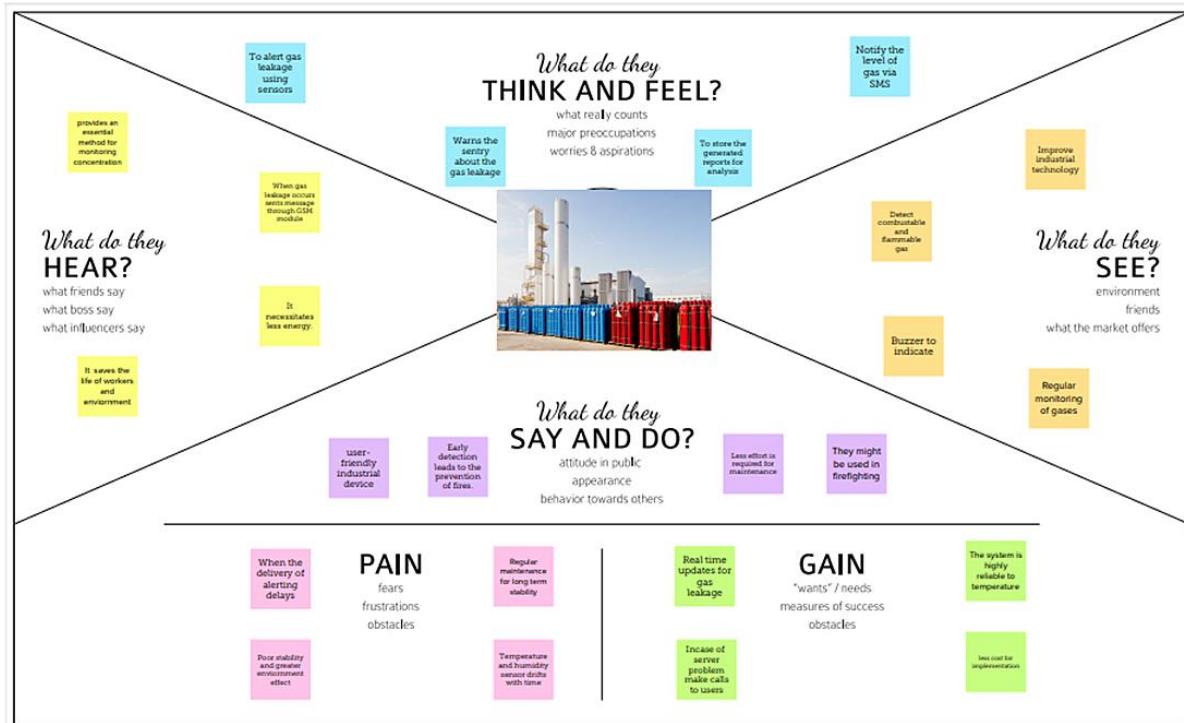 To alert gas
leakage
using
sensors
What do they
THINK AND FEEL?
what really counts
major preoccupations
worries & aspirations
Notify the
level of
gas via
SMS
Warns the
sentry
about the
gas leakage
To store the
generated
reports for
analysis
What do they
HEAR?
what friends say
what boss say
what influencers say
provides an
essential
method for
monitoring
concentration
When gas
leakage occurs
sents message
through GSM
module
It
necessitates
less energy.
It saves the
life of workers
and
enviornment
What do they
SEE?
environment
friends
what the market offers
Improve
industrial
technology
Detect
combustable
and
flammable
gas
Buzzer to
indicate
Regular
monitoring
of gases
What do they
SAY AND DO?
attitude in public
appearance
behavior towards others
user-
friendly
industrial
device
Early
detection
leads to the
prevention
of fires.
Less effort is
required for
maintenance
They might
be used in
firefighting
PAIN
fears
frustrations
obstacles
When the
delivery of
alerting
delays
Regular
maintenance
for long term
stability
Poor stability
and greater
enviornment
effect
Temperature
and humidity
sensor drifts
with time
GAIN
"wants" / needs
measures of success
obstacles
Real time
updates for
gas
leakage
The system is
highly
reliable to
temperature
Incase of
server
problem
make calls
to users
less cost for
implementation